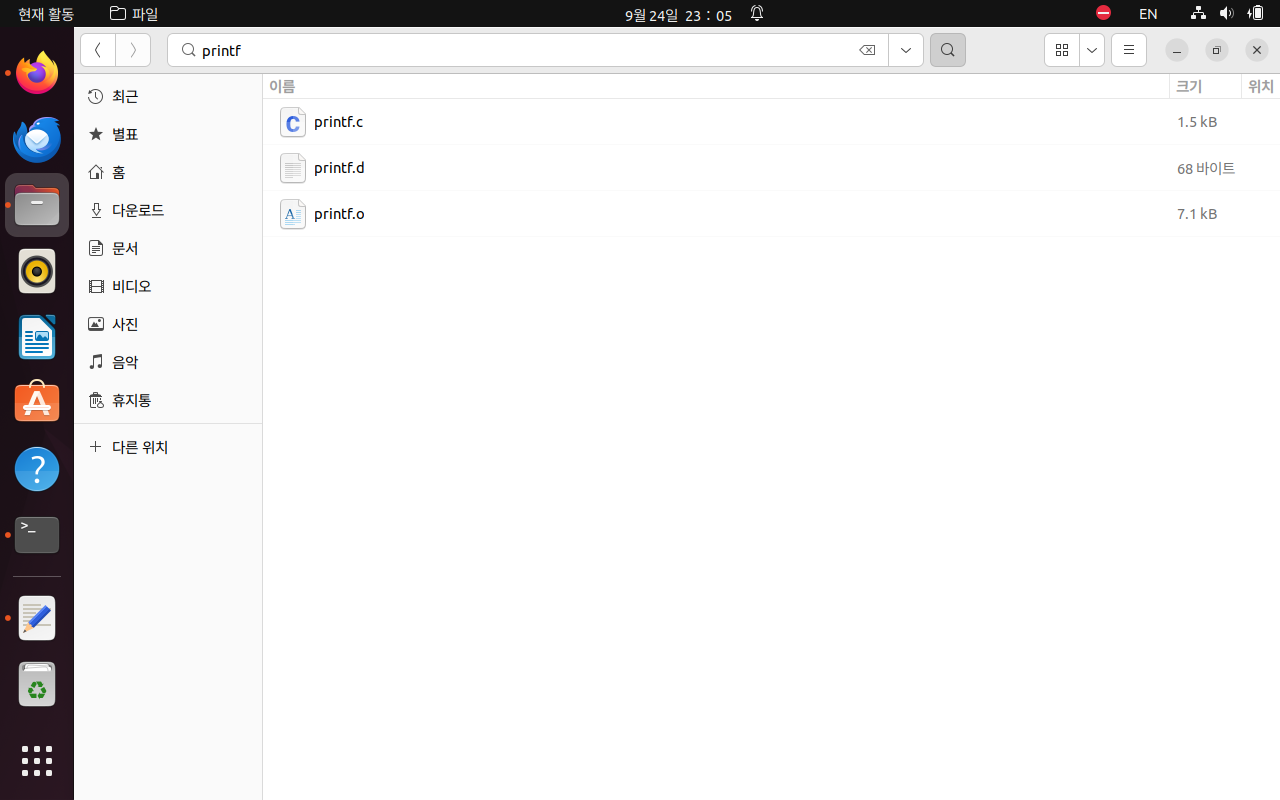 현재 활동
파일
9월 24일 23 : 05
EN
printf
최근
별표
홈
다운로드
문서
비디오
사진
음악
휴지통
다른 위치
이름 크기 위치
printf.c 1.5 kB
printf.d 68 바이트
printf.o 7.1 kB